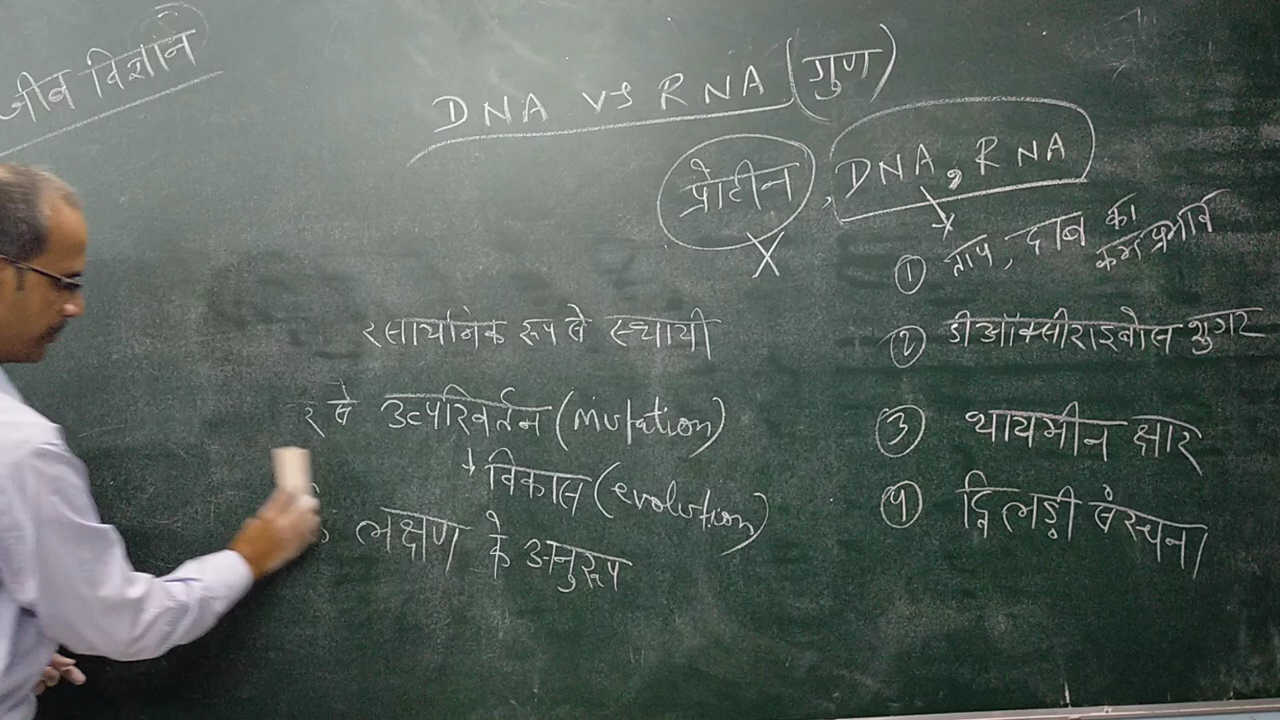 जीव विज्ञान
DNA vs RNA (गुण)
प्रोटीन, DNA, RNA
रसायनिक रूप से स्थायी
से उत्परिवर्तन (mutation)
↓ विकास (evolution)
लक्षण के अनुरूप
① ताप, दाब का
कम प्रभाव
② डीऑक्सीराइबोस शुगर
③ थायमीन क्षार
④ द्विलड़ी संरचना